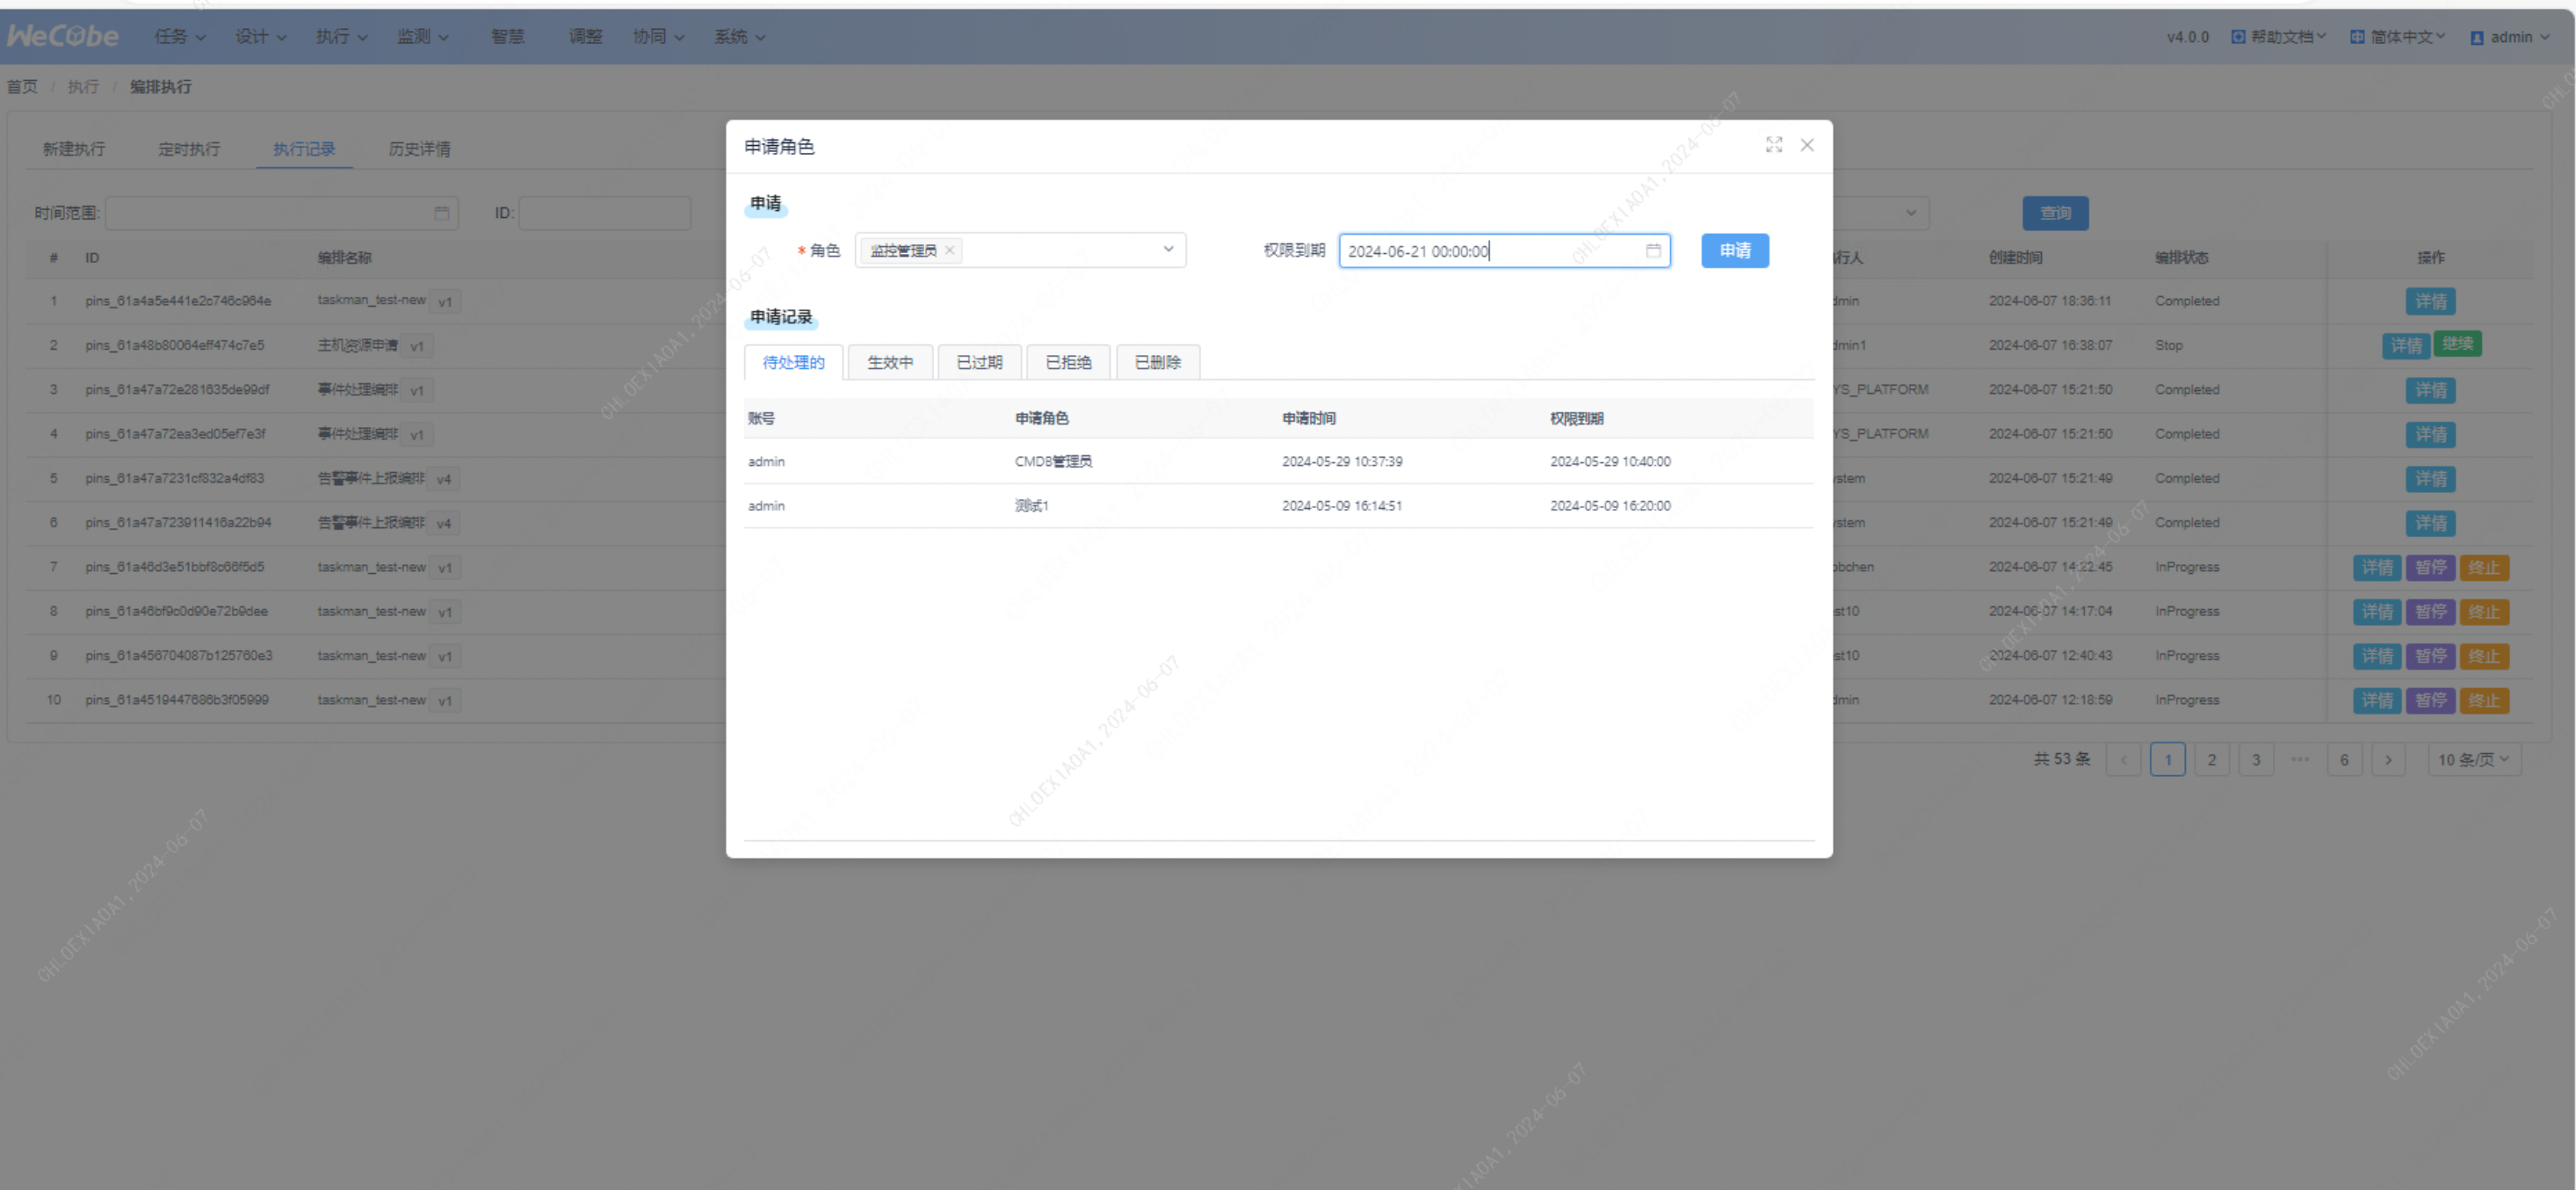 WeCube 任务 设计 执行 监测 智慧 调整 协同 系统 v4.0.0 帮助文档 简体中文 admin
首页 / 执行 / 编排执行
新建执行 定时执行 执行记录 历史详情
时间范围: ID: 查询
# ID 编排名称 行人 创建时间 编排状态 操作
1 pins_61a4a5e441e2c746c964e taskman_test-new v1 dmin 2024-06-07 18:36:11 Completed 详情
2 pins_61a48b80064eff474c7e5 主机资源申请 v1 dmin1 2024-06-07 16:38:07 Stop 详情 继续
3 pins_61a47a72e281635de99df 事件处理编排 v1 YS_PLATFORM 2024-06-07 15:21:50 Completed 详情
4 pins_61a47a72ea3ed05ef7e3f 事件处理编排 v1 YS_PLATFORM 2024-06-07 15:21:50 Completed 详情
5 pins_61a47a7231cf832a4df83 告警事件上报编排 v4 ystem 2024-06-07 15:21:49 Completed 详情
6 pins_61a47a723911416a22b94 告警事件上报编排 v4 ystem 2024-06-07 15:21:49 Completed 详情
7 pins_61a46d3e51bbf8c66f5d5 taskman_test-new v1 obchen 2024-06-07 14:22:45 InProgress 详情 暂停 终止
8 pins_61a46bf9c0d90e72b9dee taskman_test-new v1 st10 2024-06-07 14:17:04 InProgress 详情 暂停 终止
9 pins_61a456704087b125760e3 taskman_test-new v1 st10 2024-06-07 12:40:43 InProgress 详情 暂停 终止
10 pins_61a4519447686b3f05999 taskman_test-new v1 dmin 2024-06-07 12:18:59 InProgress 详情 暂停 终止
共 53 条 1 2 3 ••• 6 10 条/页
申请角色
申请
* 角色 监控管理员 权限到期 2024-06-21 00:00:00 申请
申请记录
待处理的 生效中 已过期 已拒绝 已删除
账号 申请角色 申请时间 权限到期
admin CMDB管理员 2024-05-29 10:37:39 2024-05-29 10:40:00
admin 测试1 2024-05-09 16:14:51 2024-05-09 16:20:00
CHLOEXIAOA1, 2024-06-07